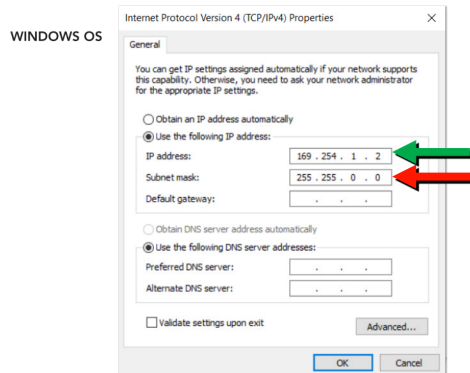 Internet Protocol Version 4 (TCP/IPv4) Properties
WINDOWS OS
General
You can get IP settings assigned automatically if your network supports
this capability. Otherwise, you need to ask your network administrator
for the appropriate IP settings.
Obtain an IP address automatically
Use the following IP address:
IP address: 169 . 254 . 1 . 2
Subnet mask: 255 . 255 . 0 . 0
Default gateway: . . .
Obtain DNS server address automatically
Use the following DNS server addresses:
Preferred DNS server: . . .
Alternate DNS server: . . .
Validate settings upon exit
Advanced...
OK Cancel